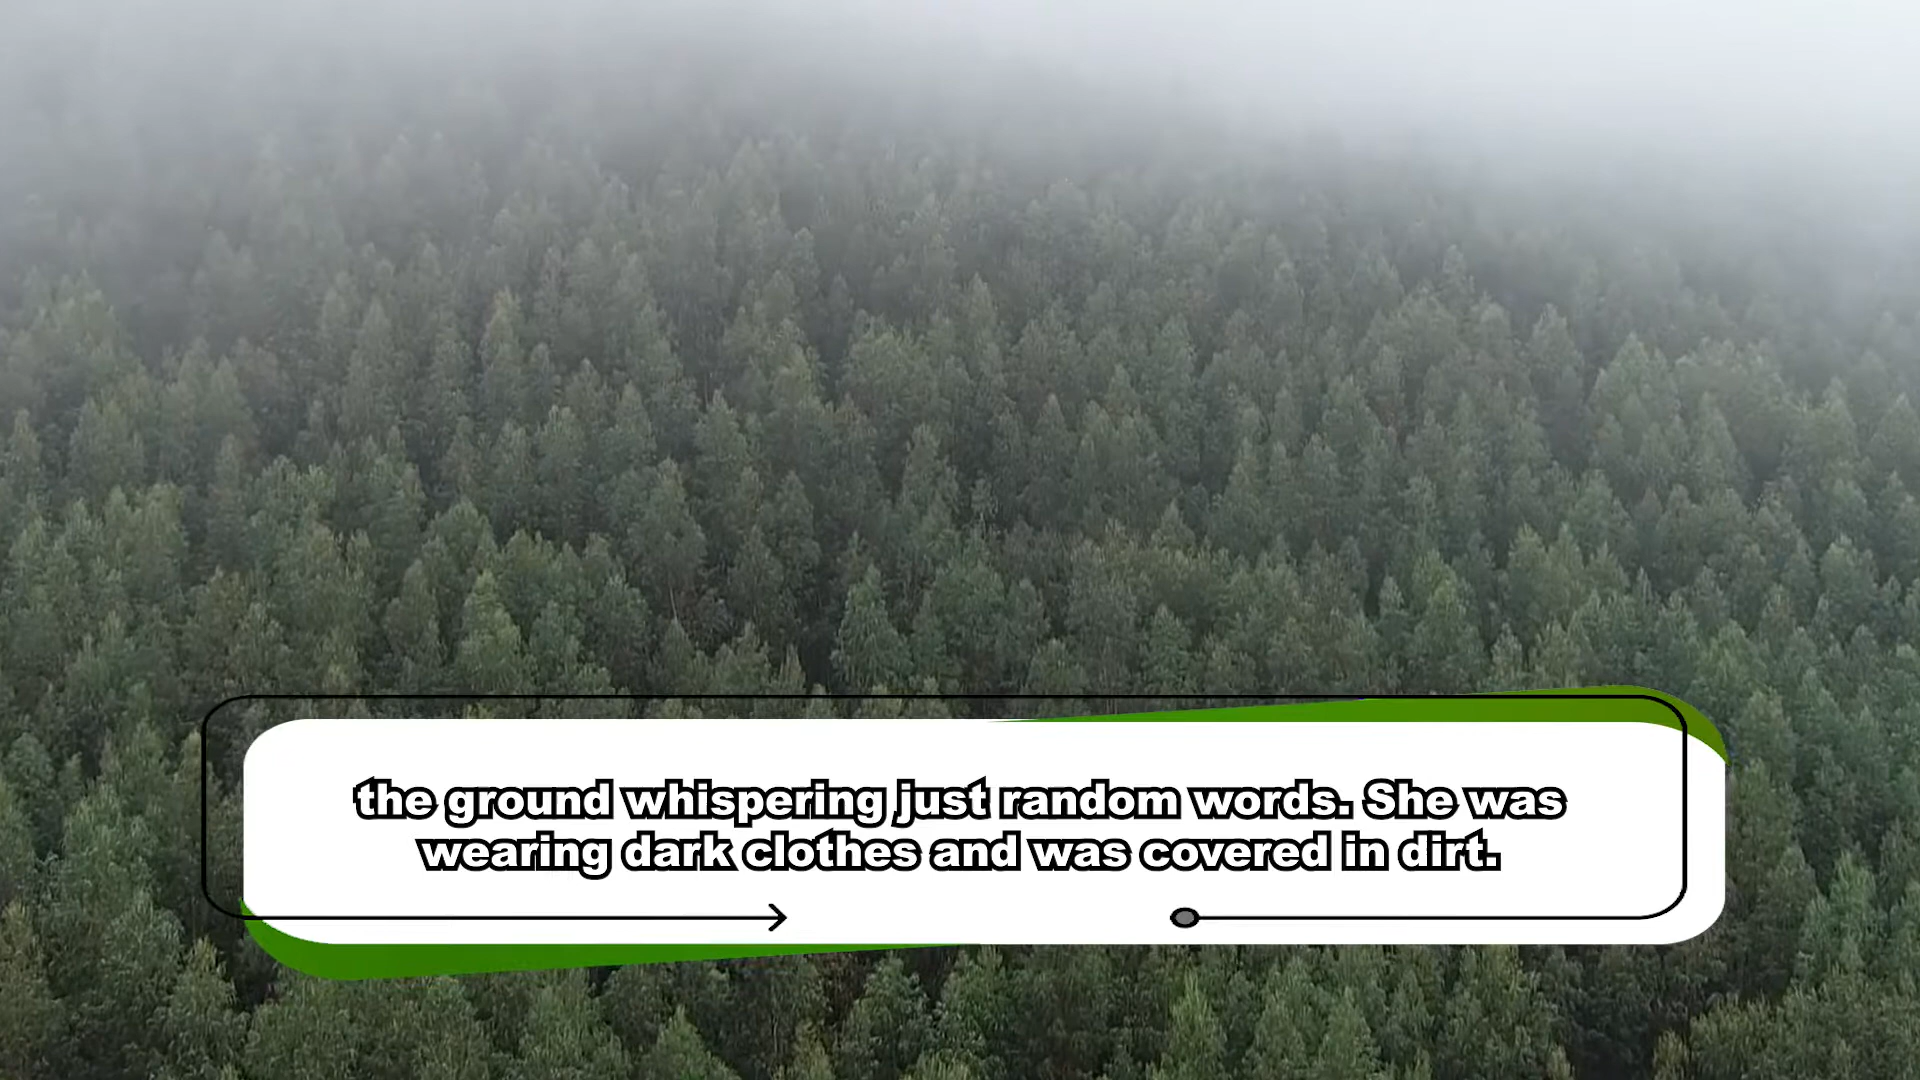 the ground whispering just random words. She was
wearing dark clothes and was covered in dirt.